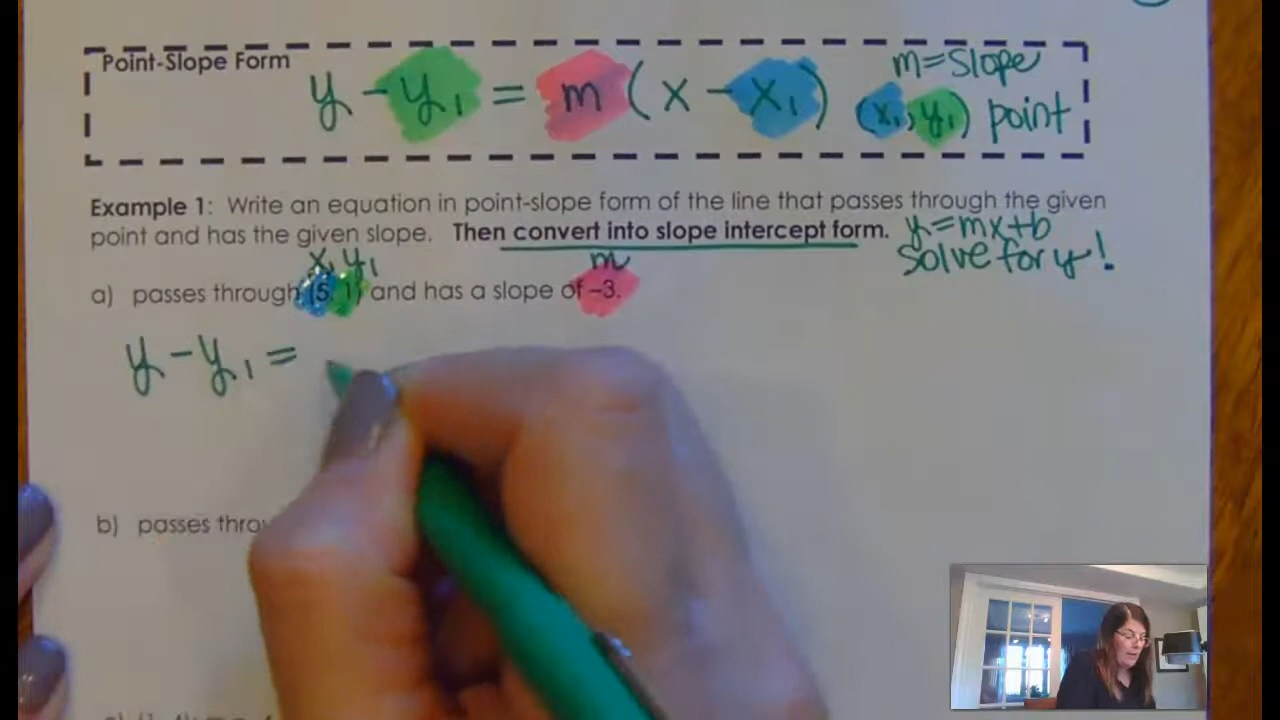 Point-Slope Form
y - y₁ = m (x - x₁)
m=Slope
(x₁, y₁) point
Example 1: Write an equation in point-slope form of the line that passes through the given
point and has the given slope. Then convert into slope intercept form.
y=mx+b
solve for y!
x₁ y₁
m
a) passes through (5, 1) and has a slope of –3.
y - y₁ =
b) passes